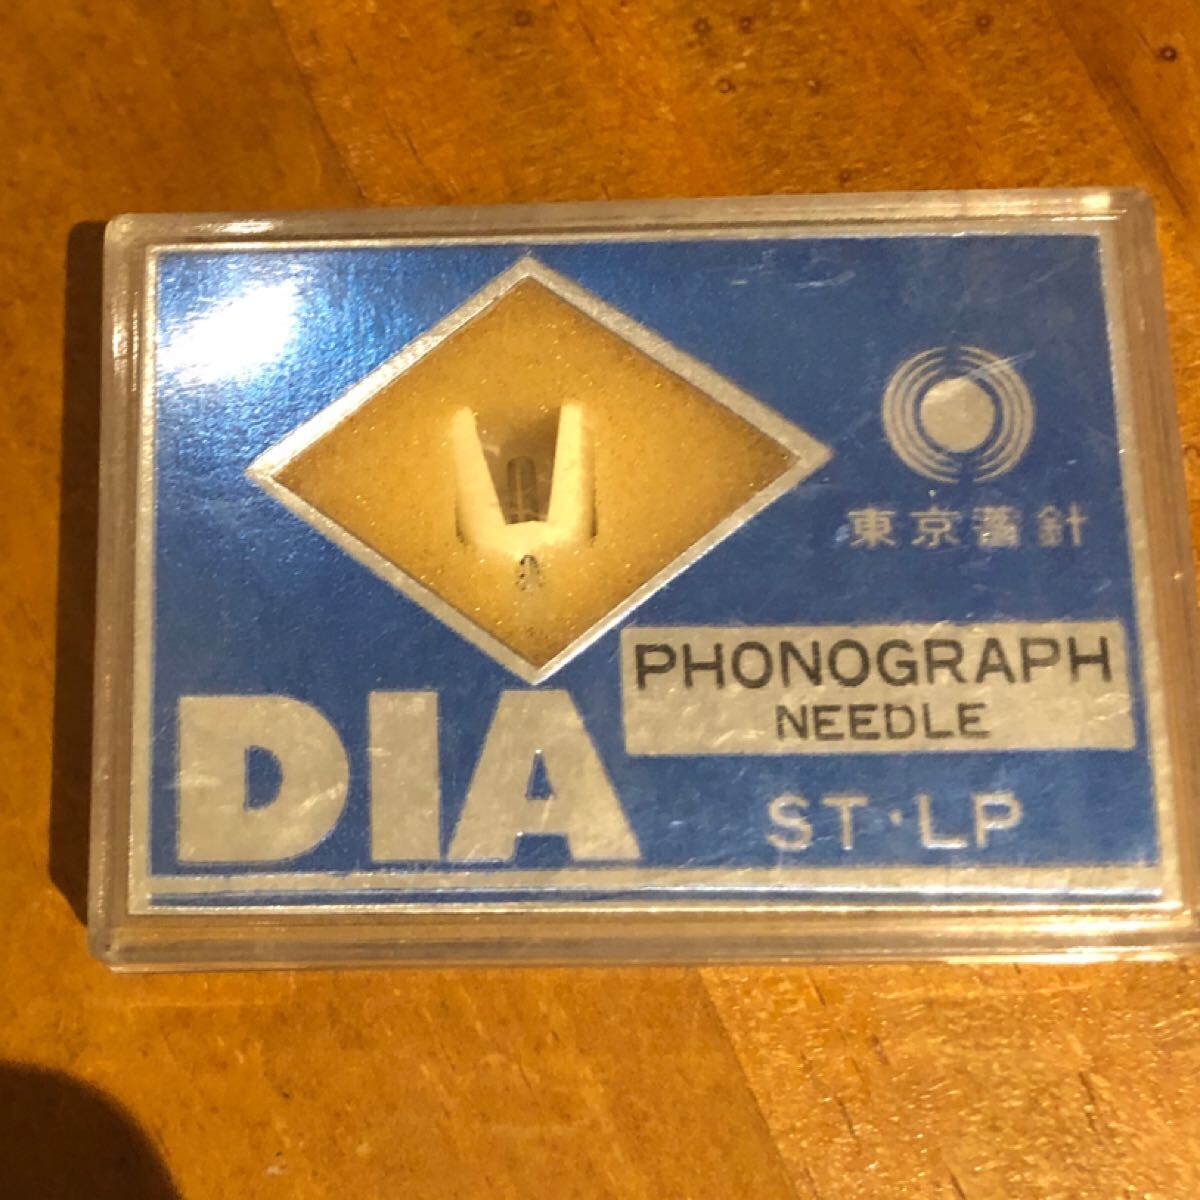 東京蓄針
PHONOGRAPH
NEEDLE
DIA
ST・LP